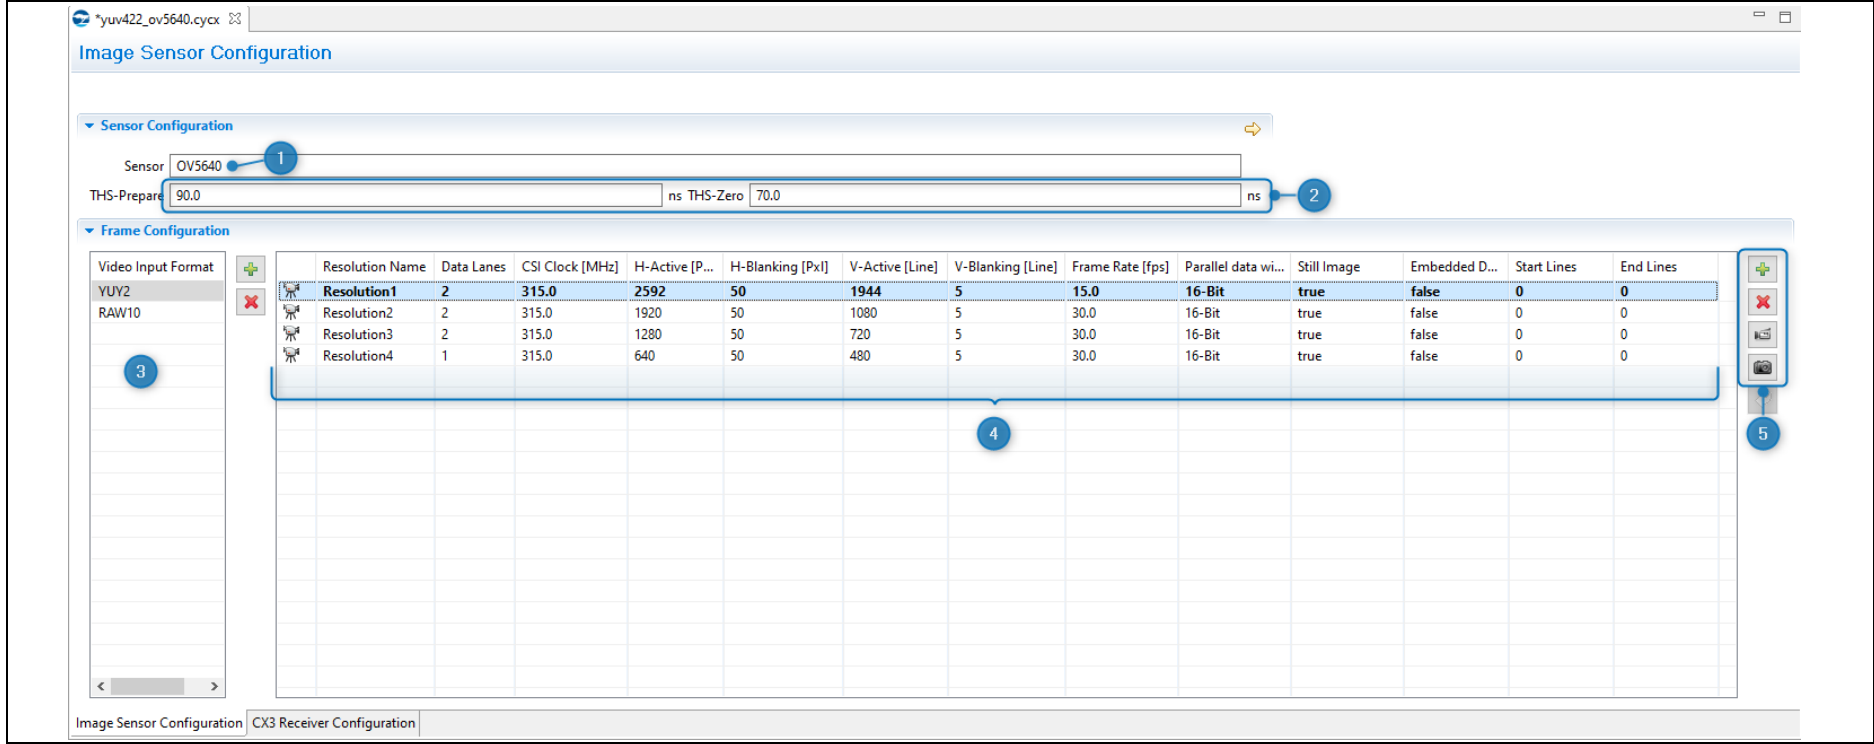 *yuv422_ov5640.cycx
Image Sensor Configuration
Sensor Configuration
Sensor OV5640 1
THS-Prepare 90.0 ns THS-Zero 70.0 ns 2
Frame Configuration
Video Input Format
YUY2
RAW10
3
Resolution Name Data Lanes CSI Clock [MHz] H-Active [P... H-Blanking [Pxl] V-Active [Line] V-Blanking [Line] Frame Rate [fps] Parallel data wi... Still Image Embedded D... Start Lines End Lines
Resolution1 2 315.0 2592 50 1944 5 15.0 16-Bit true false 0 0
Resolution2 2 315.0 1920 50 1080 5 30.0 16-Bit true false 0 0
Resolution3 2 315.0 1280 50 720 5 30.0 16-Bit true false 0 0
Resolution4 1 315.0 640 50 480 5 30.0 16-Bit true false 0 0
4
5
Image Sensor Configuration CX3 Receiver Configuration